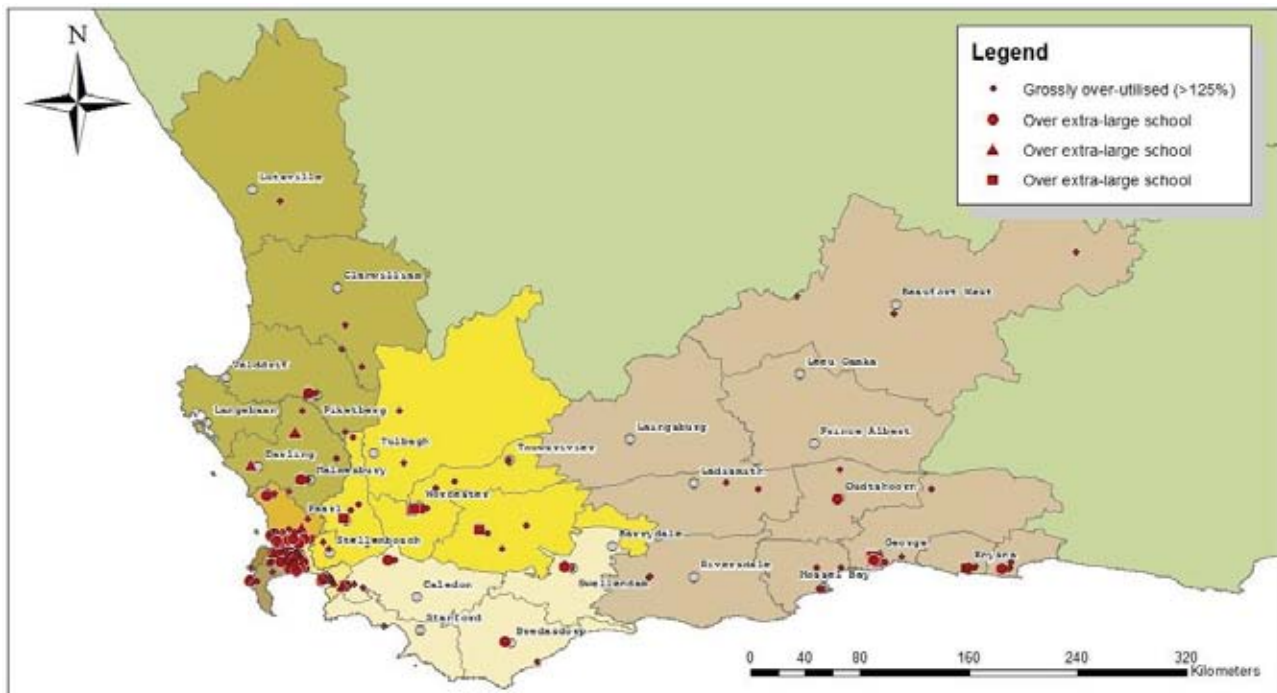 N
Legend
Grossly over-utilised (>125%)
Over extra-large school
Over extra-large school
Over extra-large school
Lutzville
Clanwilliam
Beaufort West
Leeu Gamka
Velddrif
Langebaan
Piketberg
Laingsburg
Prince Albert
Tulbagh
Touwsrivier
Darling
Malmesbury
Ladismith
Oudtshoorn
Worcester
Paarl
Stellenbosch
Barrydale
George
Knysna
Swellendam
Riversdale
Mossel Bay
Caledon
Stanford
Bredasdorp
0 40 80 160 240 320
Kilometers